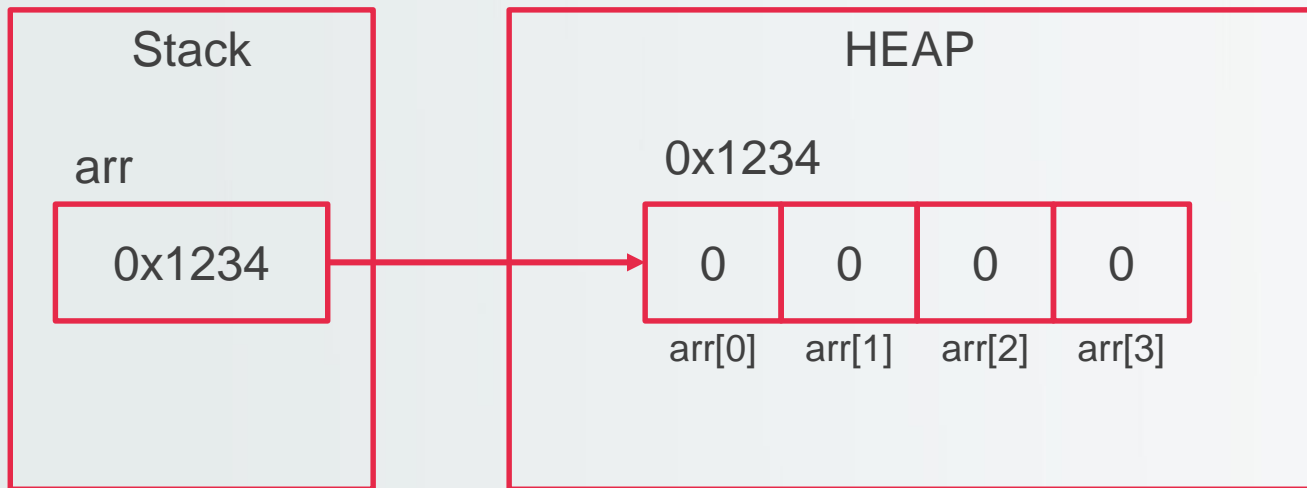 Stack
HEAP
arr
0x1234
0x1234
0 0 0 0
arr[0] arr[1] arr[2] arr[3]